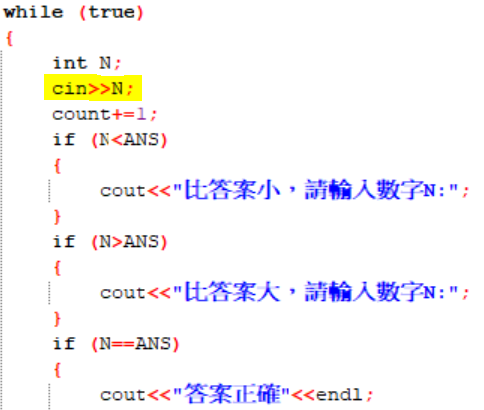 while (true)
{
int N;
cin>>N;
count+=1;
if (N<ANS)
{
cout<<"比答案小，請輸入數字N:";
}
if (N>ANS)
{
cout<<"比答案大，請輸入數字N:";
}
if (N==ANS)
{
cout<<"答案正確"<<endl;